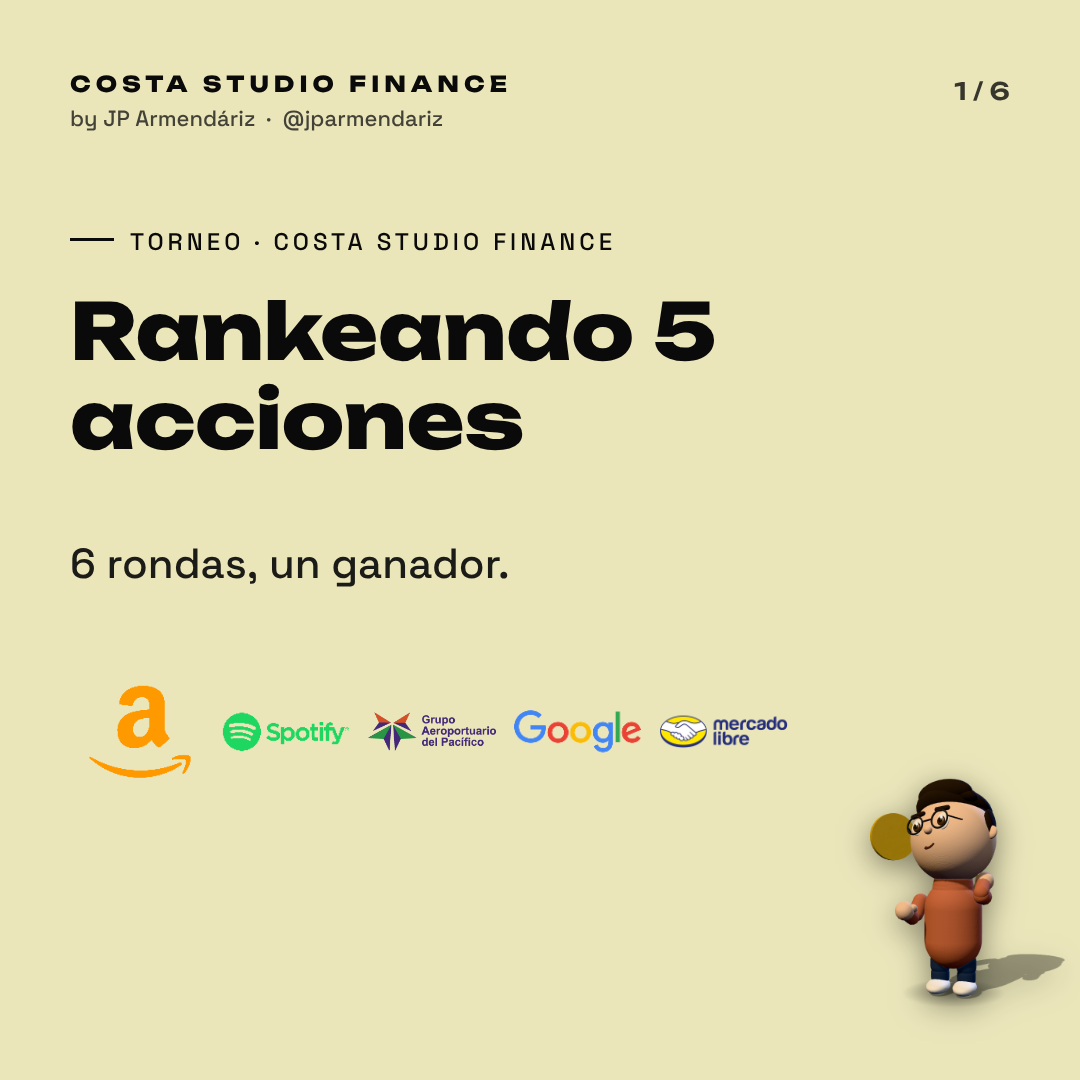 COSTA STUDIO FINANCE
by JP Armendáriz · @jparmendariz
1/6
TORNEO · COSTA STUDIO FINANCE
Rankeando 5
acciones
6 rondas, un ganador.
a
Spotify
Grupo
Aeroportuario
del Pacífico
Google
mercado
libre